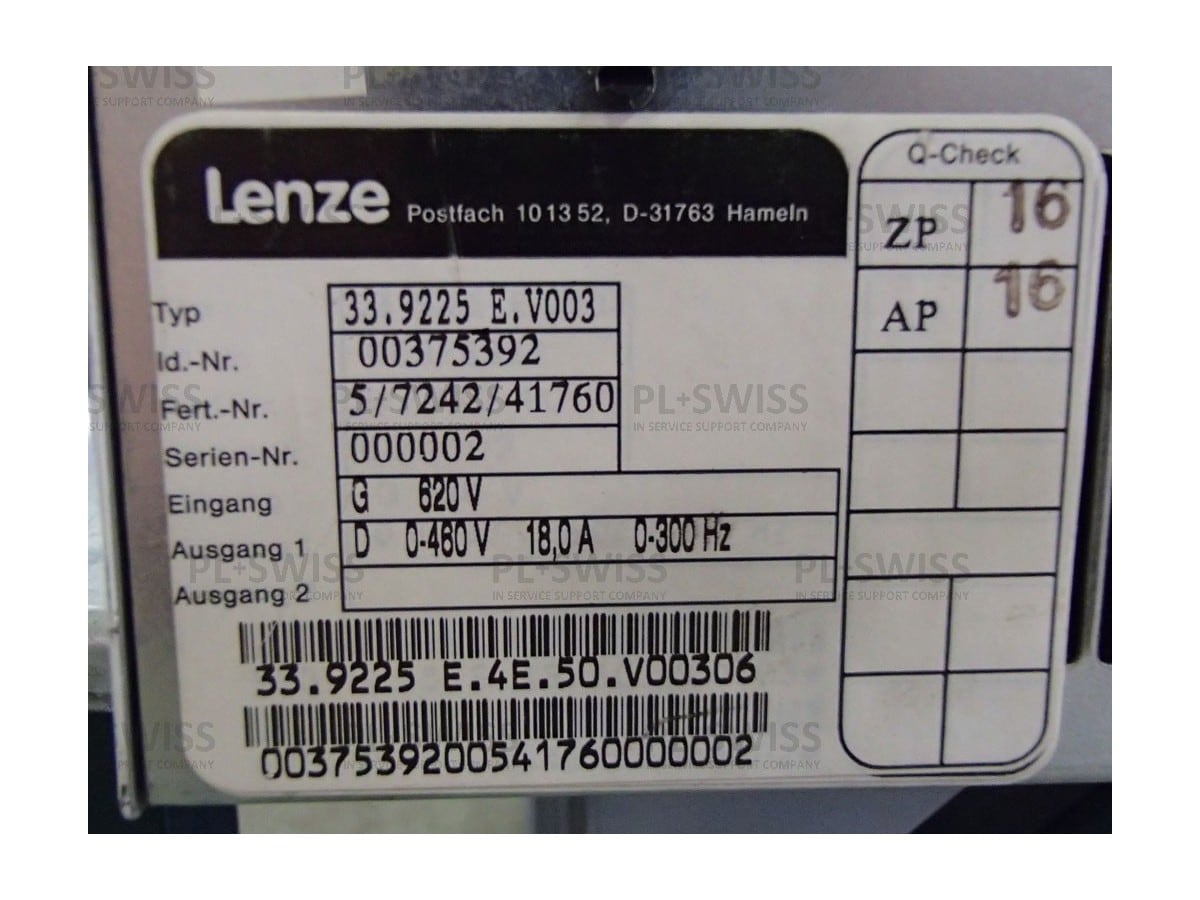 Lenze Postfach 10 13 52, D-31763 Hameln
Q-Check
ZP 16
AP 16
Typ 33.9225 E.V003
Id.-Nr. 00375392
Fert.-Nr. 5/7242/41760
Serien-Nr. 000002
Eingang G 620 V
Ausgang 1 D 0-460 V 18,0 A 0-300 Hz
Ausgang 2
33.9225 E.4E.50.V00306
0037539200541760000002
PL+SWISS
IN SERVICE SUPPORT COMPANY